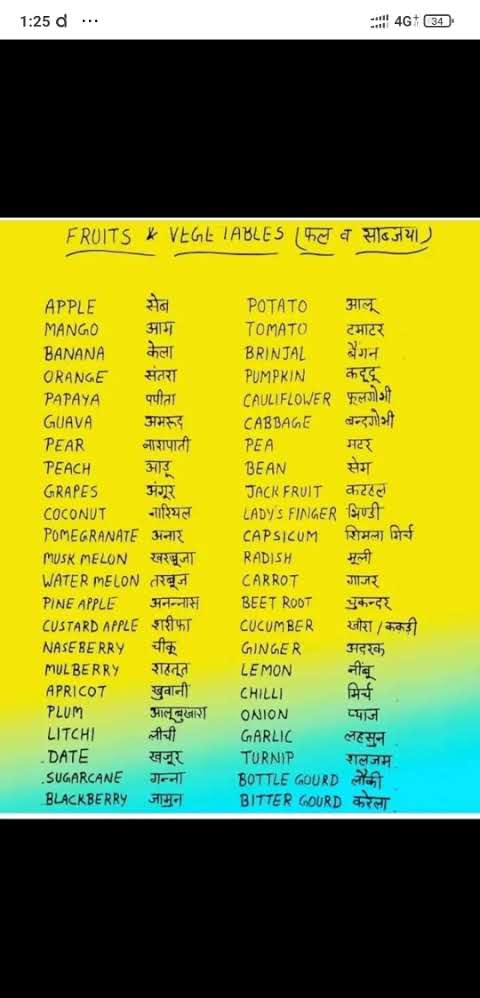 1:25 d ...
4G+ 34
FRUITS & VEGETABLES (फल व सब्जियां)
APPLE सेब POTATO आलू
MANGO आम TOMATO टमाटर
BANANA केला BRINJAL बैंगन
ORANGE संतरा PUMPKIN कद्दू
PAPAYA पपीता CAULIFLOWER फूलगोभी
GUAVA अमरूद CABBAGE बन्दगोभी
PEAR नाशपाती PEA मटर
PEACH आड़ू BEAN सेम
GRAPES अंगूर JACK FRUIT कटहल
COCONUT नारियल LADY'S FINGER भिण्डी
POMEGRANATE अनार CAPSICUM शिमला मिर्च
MUSK MELON खरबूजा RADISH मूली
WATER MELON तरबूज CARROT गाजर
PINE APPLE अनन्नास BEET ROOT चुकन्दर
CUSTARD APPLE शरीफा CUCUMBER खीरा / ककड़ी
NASEBERRY चीकू GINGER अदरक
MULBERRY शहतूत LEMON नींबू
APRICOT खुबानी CHILLI मिर्च
PLUM आलूबुखारा ONION प्याज
LITCHI लीची GARLIC लहसुन
DATE खजूर TURNIP शलजम
SUGARCANE गन्ना BOTTLE GOURD लौकी
BLACKBERRY जामुन BITTER GOURD करेला